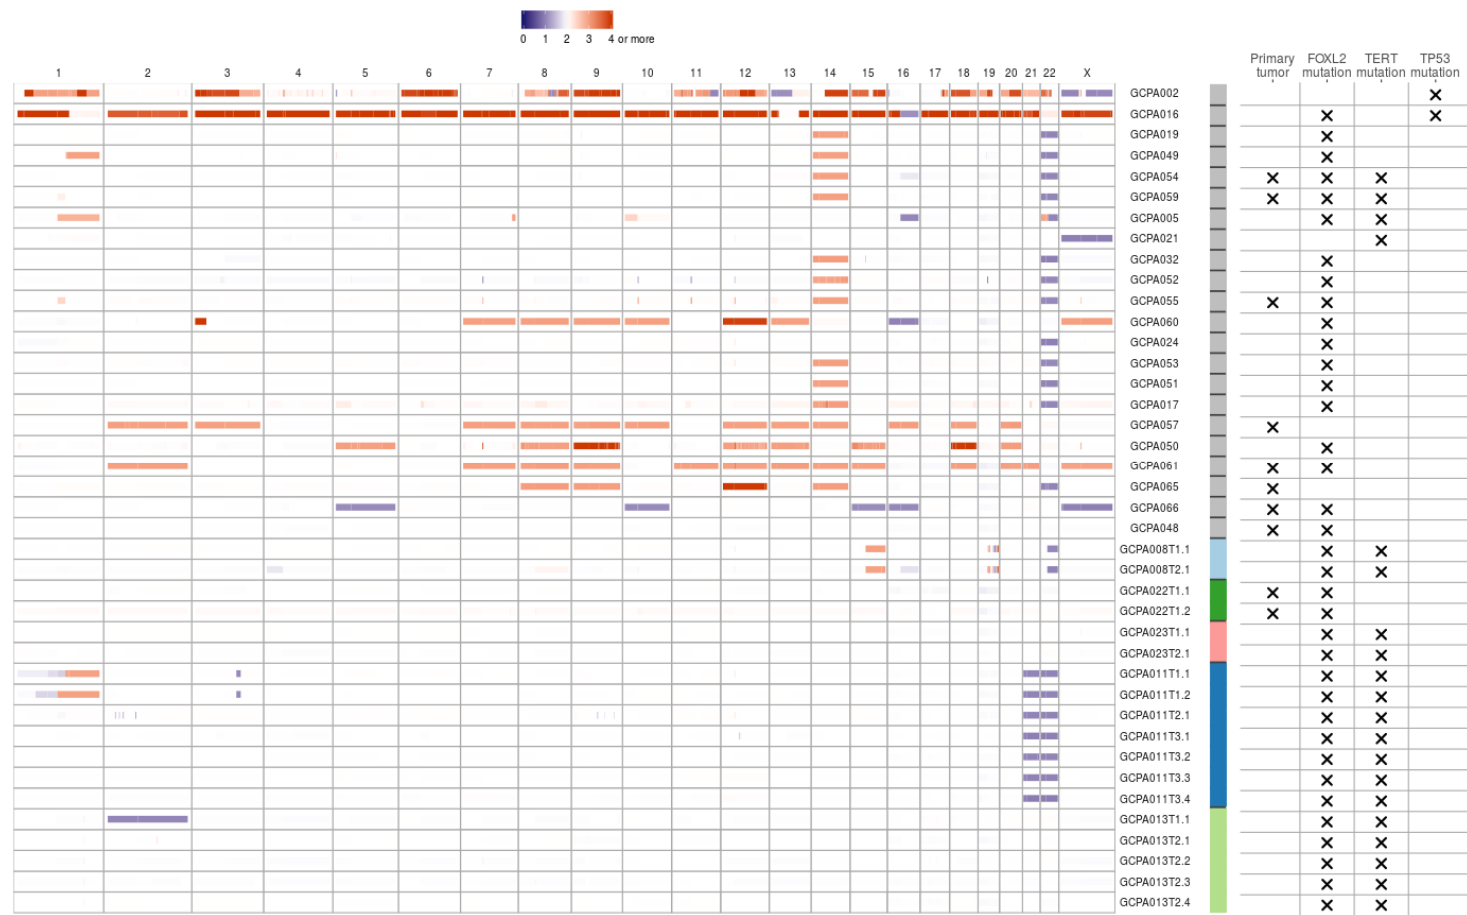 0 1 2 3 4 or more
Primary tumor FOXL2 mutation TERT mutation TP53 mutation
1 2 3 4 5 6 7 8 9 10 11 12 13 14 15 16 17 18 19 20 21 22 X
GCPA002
GCPA016
GCPA019
GCPA049
GCPA054
GCPA059
GCPA005
GCPA021
GCPA032
GCPA052
GCPA055
GCPA060
GCPA024
GCPA053
GCPA051
GCPA017
GCPA057
GCPA050
GCPA061
GCPA065
GCPA066
GCPA048
GCPA008T1.1
GCPA008T2.1
GCPA022T1.1
GCPA022T1.2
GCPA023T1.1
GCPA023T2.1
GCPA011T1.1
GCPA011T1.2
GCPA011T2.1
GCPA011T3.1
GCPA011T3.2
GCPA011T3.3
GCPA011T3.4
GCPA013T1.1
GCPA013T2.1
GCPA013T2.2
GCPA013T2.3
GCPA013T2.4